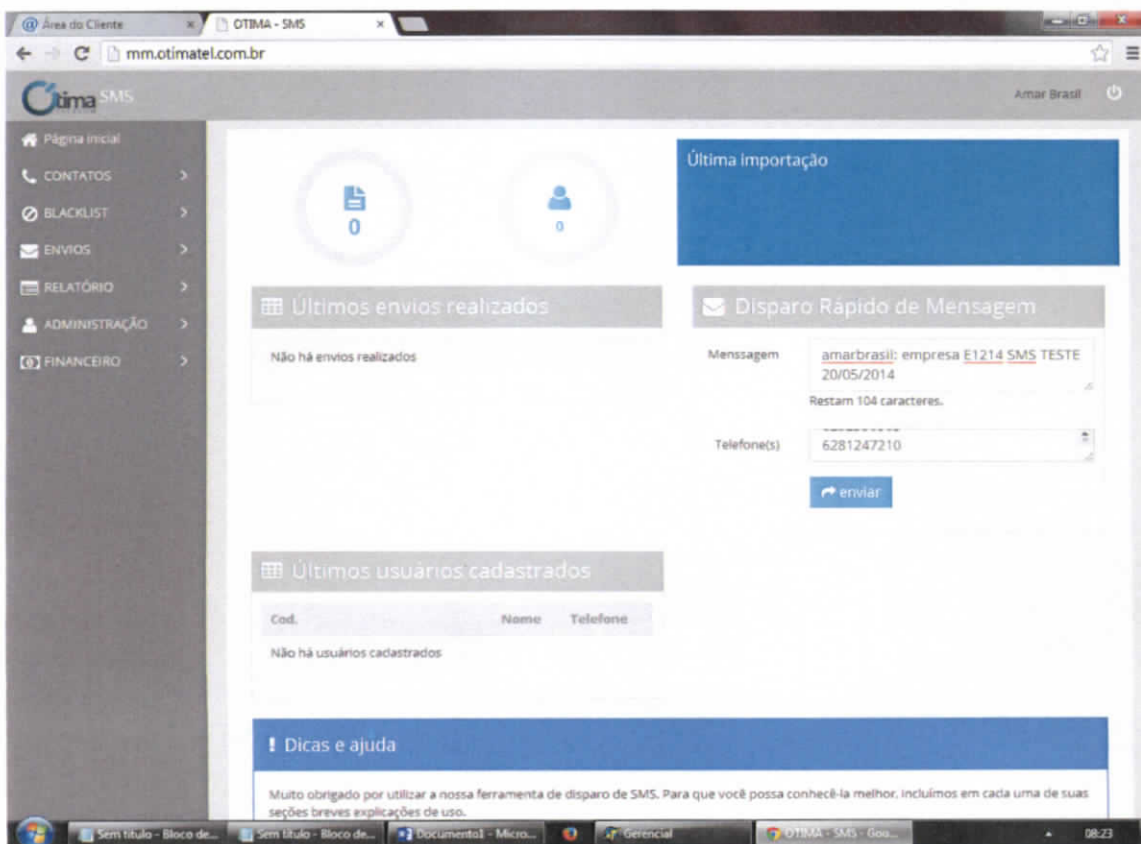 Área do Cliente
OTIMA - SMS
mm.otimatel.com.br
Ótima SMS
Amar Brasil
Página inicial
CONTATOS
BLACKLIST
ENVIOS
RELATÓRIO
ADMINISTRAÇÃO
FINANCEIRO
0
0
Última importação
Últimos envios realizados
Não há envios realizados
Disparo Rápido de Mensagem
Menssagem
amarbrasil: empresa E1214 SMS TESTE
20/05/2014
Restam 104 caracteres.
Telefone(s)
6281247210
enviar
Últimos usuários cadastrados
Cod. Nome Telefone
Não há usuários cadastrados
! Dicas e ajuda
Muito obrigado por utilizar a nossa ferramenta de disparo de SMS. Para que você possa conhecê-la melhor, incluímos em cada uma de suas
seções breves explicações de uso.
Sem título - Bloco de... Sem título - Bloco de... Documento1 - Micro... Gerencial OTIMA - SMS - Goo... 08:23